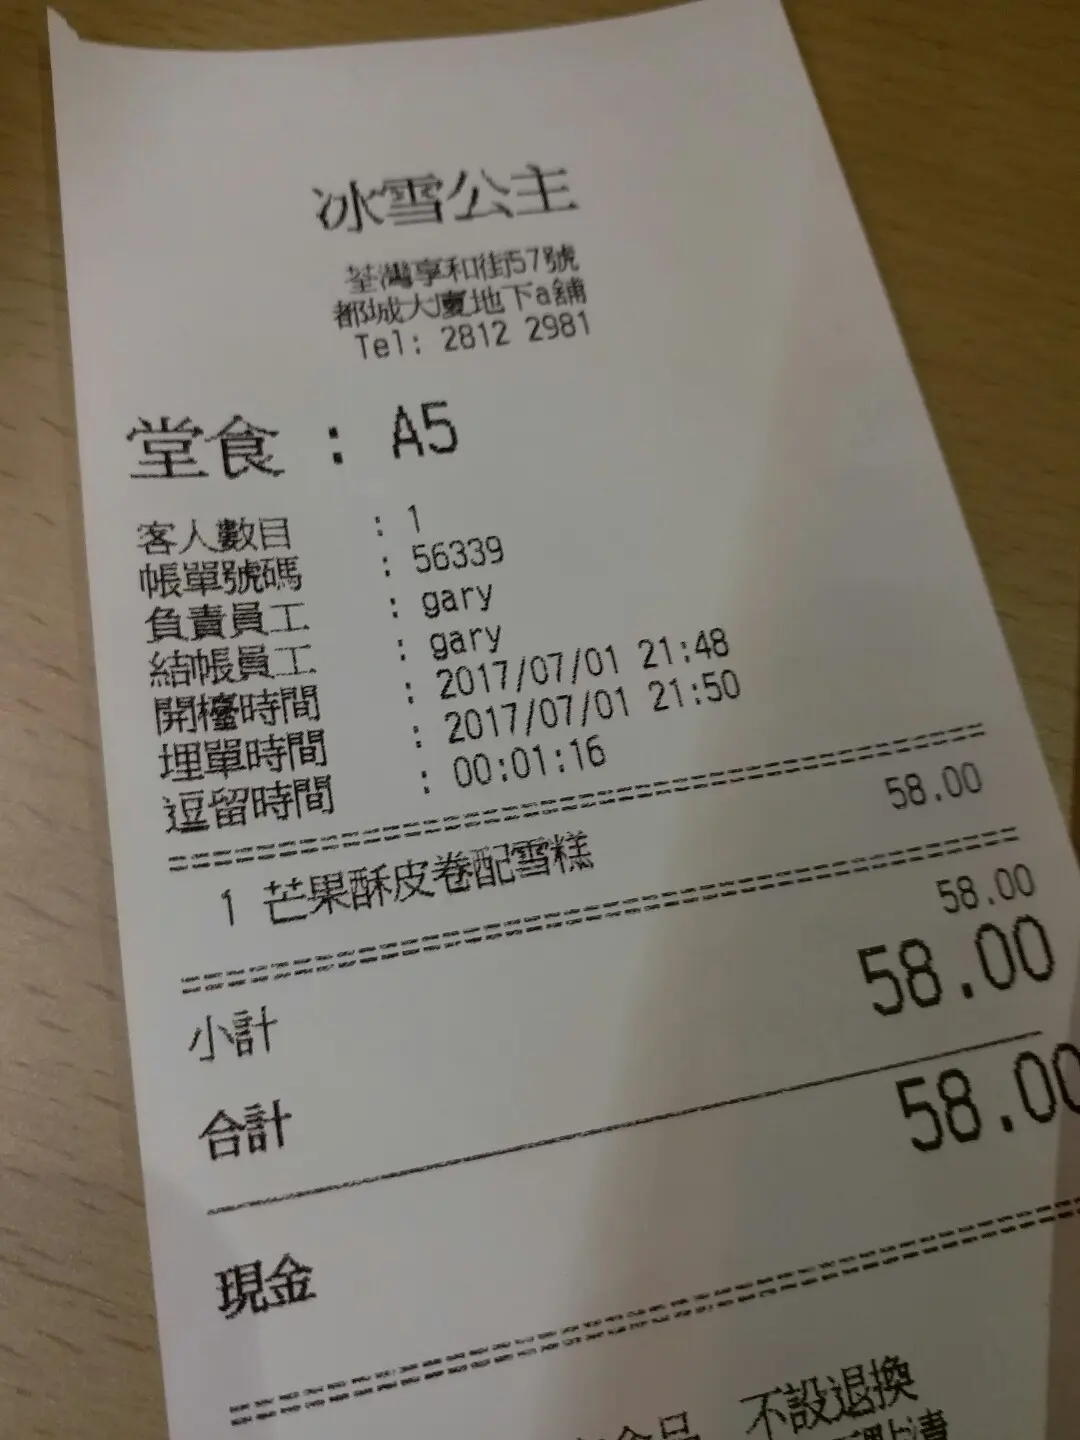 冰雪公主
荃灣享和街57號
都城大廈地下a舖
Tel: 2812 2981
堂食 : A5
客人數目 : 1
帳單號碼 : 56339
負責員工 : gary
結帳員工 : gary
開檯時間 : 2017/07/01 21:48
埋單時間 : 2017/07/01 21:50
逗留時間 : 00:01:16
1 芒果酥皮卷配雪糕 58.00
小計 58.00
合計 58.00
現金 58.00
食品 不設退換